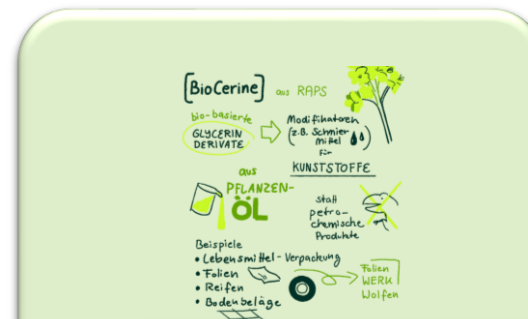 [BioCerine] aus RAPS
bio-basierte
GLYCERIN
DERIVATE
Modifikatoren
(z.B. Schmier
mittel)
für
KUNSTSTOFFE
aus
PFLANZEN-
ÖL
statt
petro-
chemische
Produkte
Beispiele
• Lebensmittel-Verpackung
• Folien
• Reifen
• Bodenbeläge
Folien
WERK
Wolfen